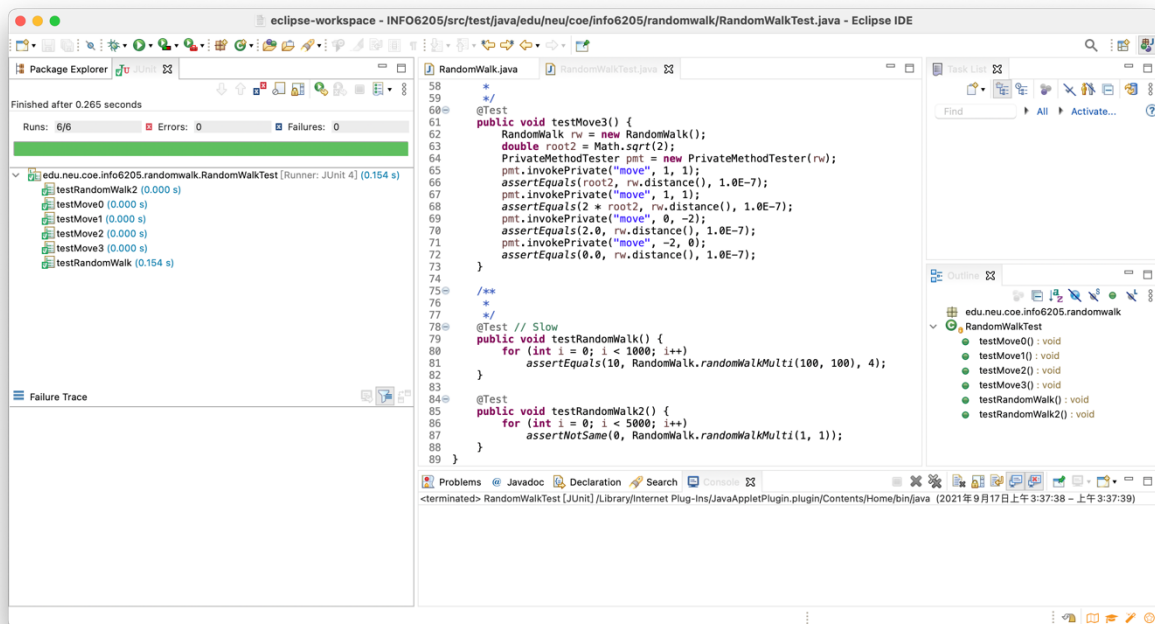 eclipse-workspace - INFO6205/src/test/java/edu/neu/coe/info6205/randomwalk/RandomWalkTest.java - Eclipse IDE
Package Explorer
JUnit
Finished after 0.265 seconds
Runs: 6/6
Errors: 0
Failures: 0
edu.neu.coe.info6205.randomwalk.RandomWalkTest [Runner: JUnit 4] (0.154 s)
testRandomWalk2 (0.000 s)
testMove0 (0.000 s)
testMove1 (0.000 s)
testMove2 (0.000 s)
testMove3 (0.000 s)
testRandomWalk (0.154 s)
Failure Trace
RandomWalk.java
RandomWalkTest.java
58 *
59 */
60 @Test
61 public void testMove3() {
62 RandomWalk rw = new RandomWalk();
63 double root2 = Math.sqrt(2);
64 PrivateMethodTester pmt = new PrivateMethodTester(rw);
65 pmt.invokePrivate("move", 1, 1);
66 assertEquals(root2, rw.distance(), 1.0E-7);
67 pmt.invokePrivate("move", 1, 1);
68 assertEquals(2 * root2, rw.distance(), 1.0E-7);
69 pmt.invokePrivate("move", 0, -2);
70 assertEquals(2.0, rw.distance(), 1.0E-7);
71 pmt.invokePrivate("move", -2, 0);
72 assertEquals(0.0, rw.distance(), 1.0E-7);
73 }
74
75 /**
76 *
77 */
78 @Test // Slow
79 public void testRandomWalk() {
80 for (int i = 0; i < 1000; i++)
81 assertEquals(10, RandomWalk.randomWalkMulti(100, 100), 4);
82 }
83
84 @Test
85 public void testRandomWalk2() {
86 for (int i = 0; i < 5000; i++)
87 assertNotSame(0, RandomWalk.randomWalkMulti(1, 1));
88 }
89 }
Task List
Find
All
Activate...
Outline
edu.neu.coe.info6205.randomwalk
RandomWalkTest
testMove0() : void
testMove1() : void
testMove2() : void
testMove3() : void
testRandomWalk() : void
testRandomWalk2() : void
Problems
@ Javadoc
Declaration
Search
Console
<terminated> RandomWalkTest [JUnit] /Library/Internet Plug-Ins/JavaAppletPlugin.plugin/Contents/Home/bin/java (2021年9月17日上午3:37:38 – 上午3:37:39)